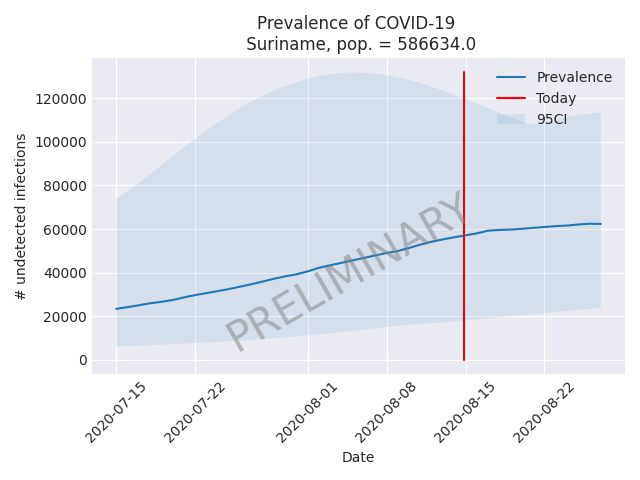 Prevalence of COVID-19
Suriname, pop. = 586634.0
Prevalence
Today
95CI
120000
100000
80000
60000
40000
20000
0
# undetected infections
PRELIMINARY
2020-07-15
2020-07-22
2020-08-01
2020-08-08
2020-08-15
2020-08-22
Date